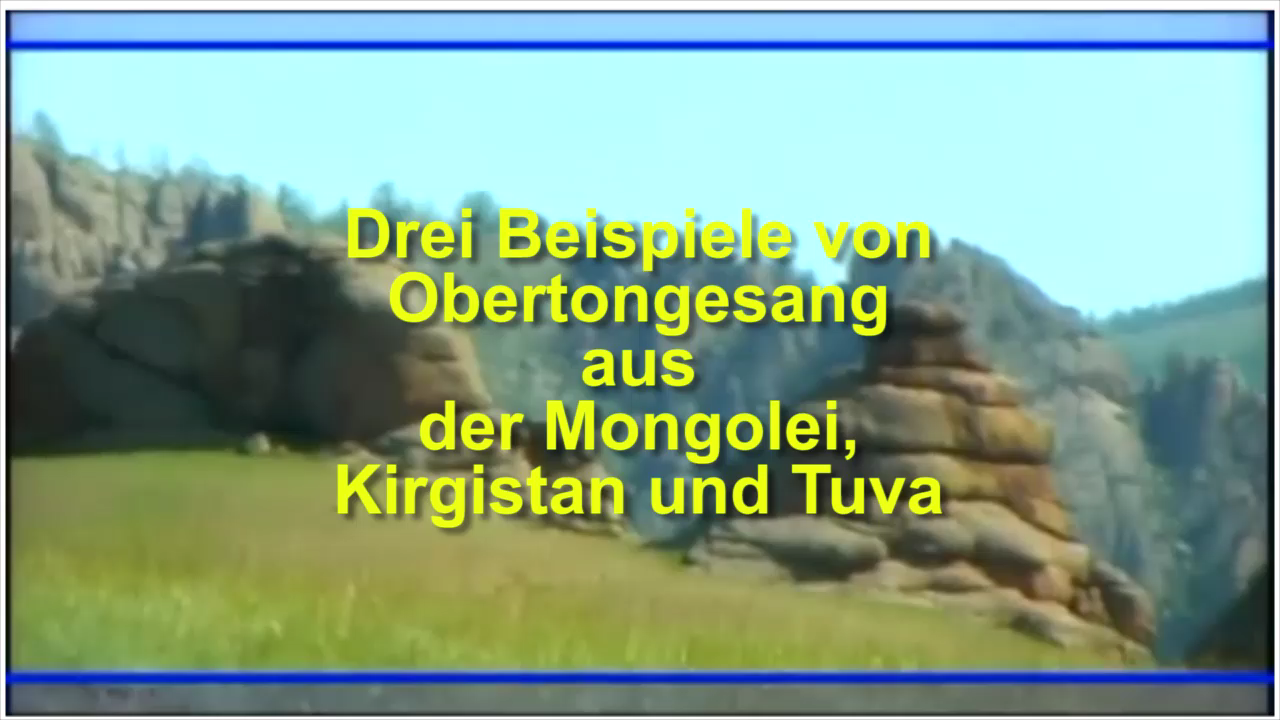 Drei Beispiele von
Obertongesang
aus
der Mongolei,
Kirgistan und Tuva